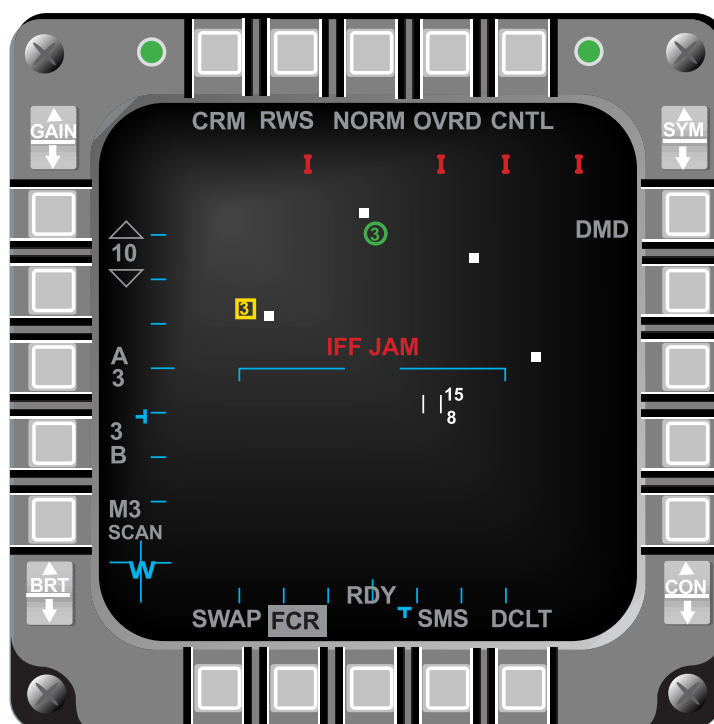 CRM RWS NORM OVRD CNTL
GAIN
SYM
I I I I
DMD
10
3
3
IFF JAM
A
3
15
8
3
B
M3
SCAN
W
BRT
CON
RDY
SWAP FCR SMS DCLT